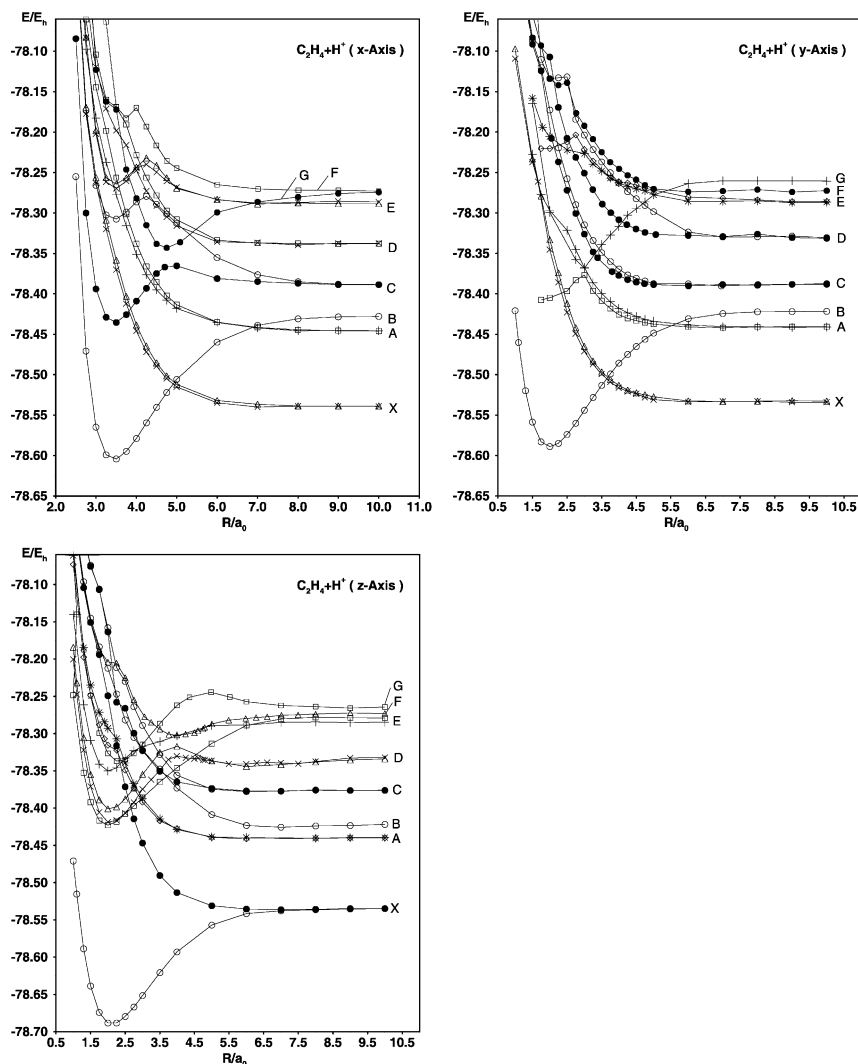 E/E_h
C₂H₄+H⁺ ( x-Axis )
-78.10
-78.15
-78.20
-78.25
-78.30
-78.35
-78.40
-78.45
-78.50
-78.55
-78.60
-78.65
G
F
E
D
C
B
A
X
2.0 3.0 4.0 5.0 6.0 7.0 8.0 9.0 10.0 11.0
R/a₀
E/E_h
C₂H₄+H⁺ ( y-Axis )
-78.10
-78.15
-78.20
-78.25
-78.30
-78.35
-78.40
-78.45
-78.50
-78.55
-78.60
-78.65
G
F
E
D
C
B
A
X
0.5 1.5 2.5 3.5 4.5 5.5 6.5 7.5 8.5 9.5 10.5
R/a₀
E/E_h
C₂H₄+H⁺ ( z-Axis )
-78.10
-78.15
-78.20
-78.25
-78.30
-78.35
-78.40
-78.45
-78.50
-78.55
-78.60
-78.65
-78.70
G
F
E
D
C
B
A
X
0.5 1.5 2.5 3.5 4.5 5.5 6.5 7.5 8.5 9.5 10.5
R/a₀